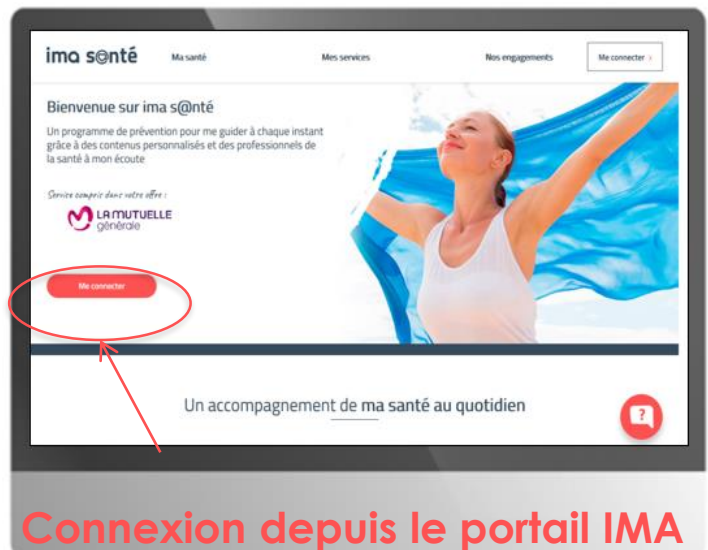 ima s@nté
Ma santé
Mes services
Nos engagements
Me connecter >
Bienvenue sur ima s@nté
Un programme de prévention pour me guider à chaque instant
grâce à des contenus personnalisés et des professionnels de
la santé à mon écoute
Service compris dans votre offre :
LA MUTUELLE
générale
Me connecter
Un accompagnement de ma santé au quotidien
?
Connexion depuis le portail IMA